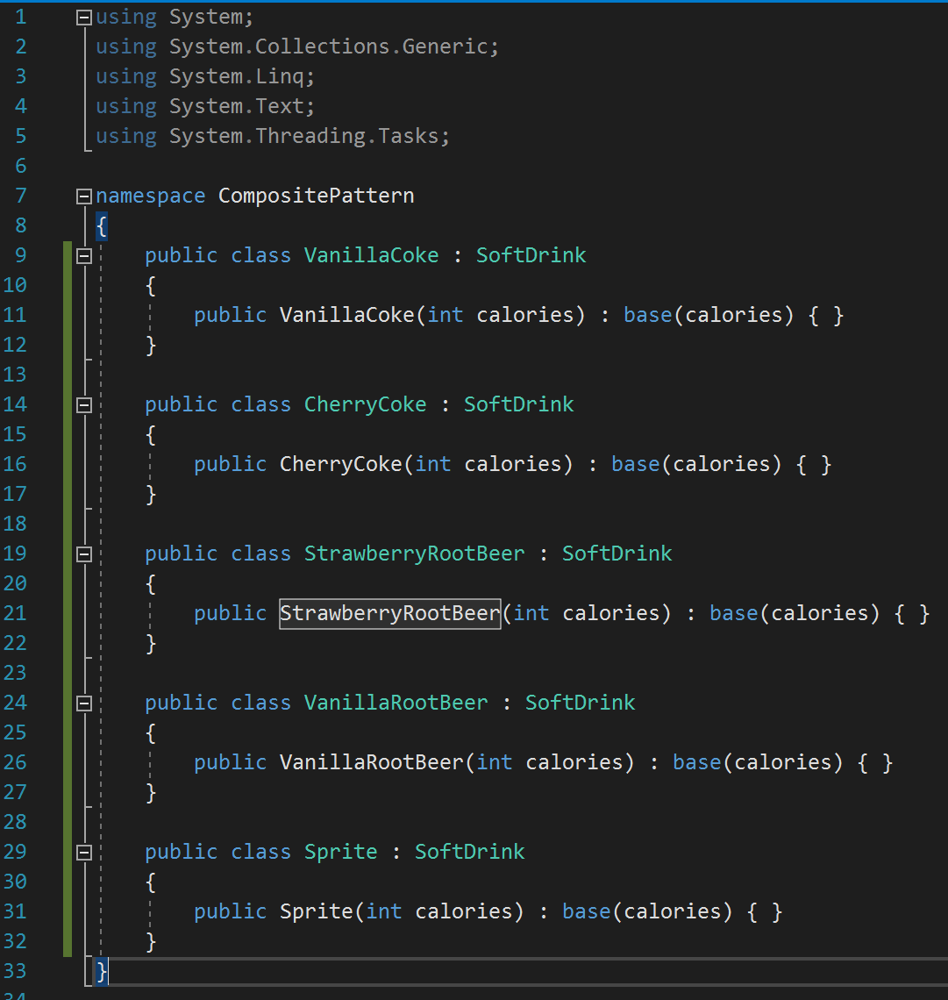 1 using System;
2 using System.Collections.Generic;
3 using System.Linq;
4 using System.Text;
5 using System.Threading.Tasks;
6
7 namespace CompositePattern
8 {
9 public class VanillaCoke : SoftDrink
10 {
11 public VanillaCoke(int calories) : base(calories) { }
12 }
13
14 public class CherryCoke : SoftDrink
15 {
16 public CherryCoke(int calories) : base(calories) { }
17 }
18
19 public class StrawberryRootBeer : SoftDrink
20 {
21 public StrawberryRootBeer(int calories) : base(calories) { }
22 }
23
24 public class VanillaRootBeer : SoftDrink
25 {
26 public VanillaRootBeer(int calories) : base(calories) { }
27 }
28
29 public class Sprite : SoftDrink
30 {
31 public Sprite(int calories) : base(calories) { }
32 }
33 }
34